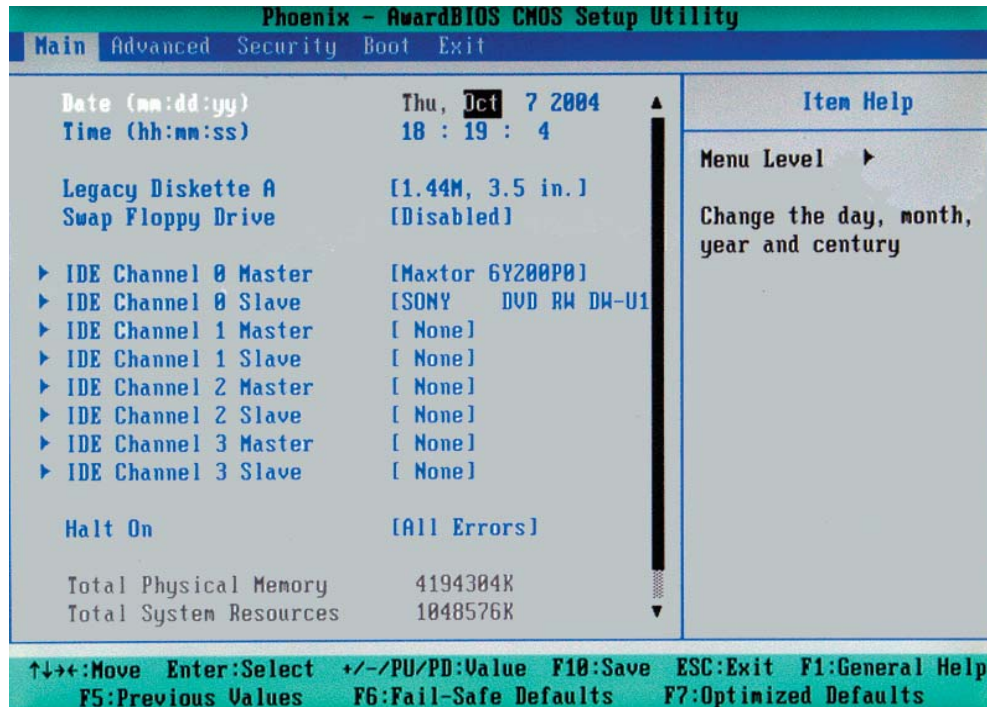 Phoenix - AwardBIOS CMOS Setup Utility
Main Advanced Security Boot Exit
Date (mm:dd:yy) Thu, Oct 7 2004
Time (hh:mm:ss) 18 : 19 : 4
Legacy Diskette A [1.44M, 3.5 in.]
Swap Floppy Drive [Disabled]
IDE Channel 0 Master [Maxtor 6Y200P0]
IDE Channel 0 Slave [SONY DVD RW DW-U1
IDE Channel 1 Master [ None]
IDE Channel 1 Slave [ None]
IDE Channel 2 Master [ None]
IDE Channel 2 Slave [ None]
IDE Channel 3 Master [ None]
IDE Channel 3 Slave [ None]
Halt On [All Errors]
Total Physical Memory 4194304K
Total System Resources 1048576K
Item Help
Menu Level
Change the day, month,
year and century
↑↓→←:Move Enter:Select +/-/PU/PD:Value F10:Save ESC:Exit F1:General Help
F5:Previous Values F6:Fail-Safe Defaults F7:Optimized Defaults